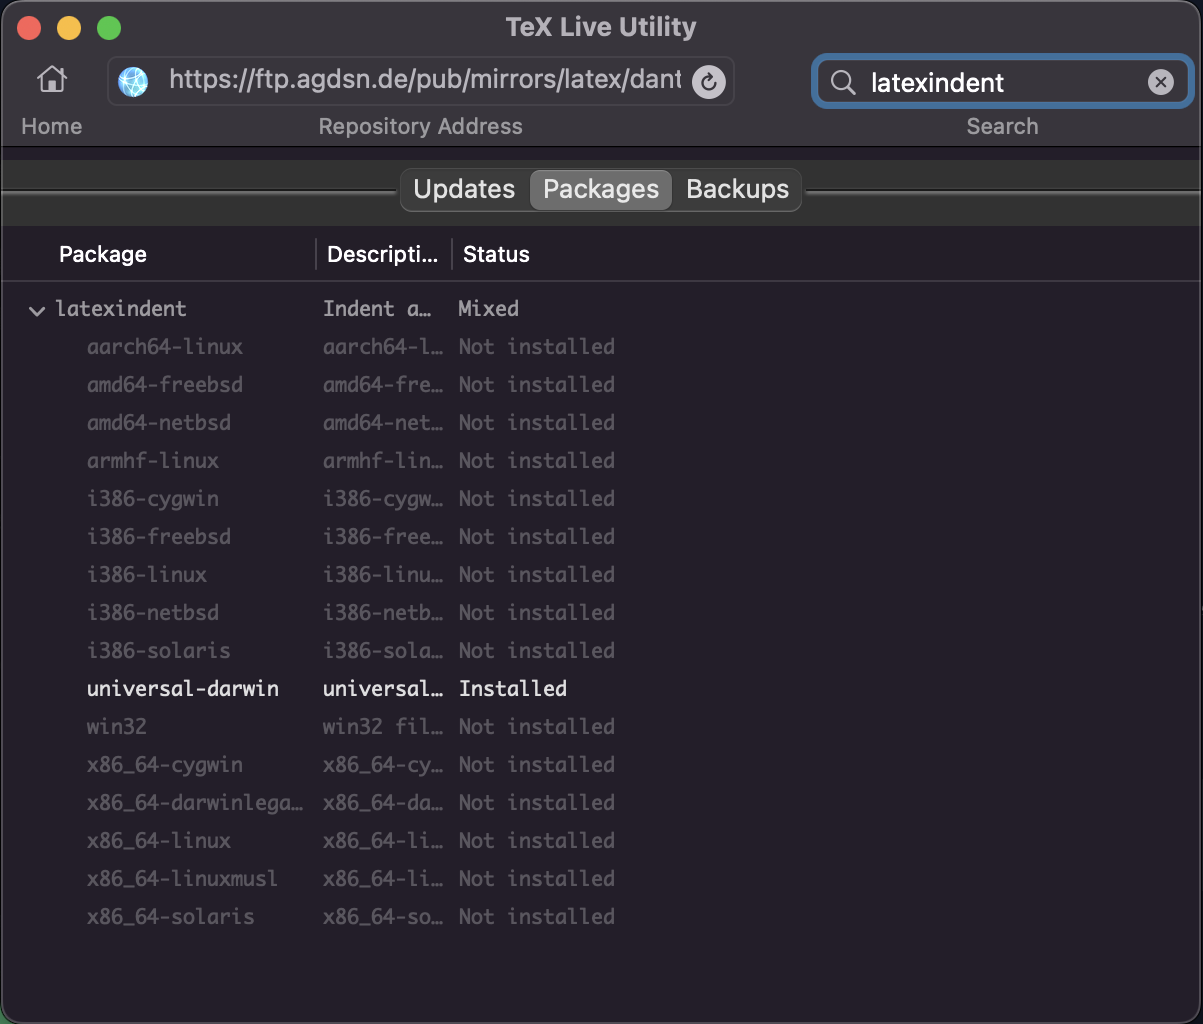 TeX Live Utility
https://ftp.agdsn.de/pub/mirrors/latex/dant
latexindent
Home
Repository Address
Search
Updates Packages Backups
Package Descripti... Status
latexindent Indent a... Mixed
aarch64-linux aarch64-l... Not installed
amd64-freebsd amd64-fre... Not installed
amd64-netbsd amd64-net... Not installed
armhf-linux armhf-lin... Not installed
i386-cygwin i386-cygw... Not installed
i386-freebsd i386-free... Not installed
i386-linux i386-linu... Not installed
i386-netbsd i386-netb... Not installed
i386-solaris i386-sola... Not installed
universal-darwin universal... Installed
win32 win32 fil... Not installed
x86_64-cygwin x86_64-cy... Not installed
x86_64-darwinlega... x86_64-da... Not installed
x86_64-linux x86_64-li... Not installed
x86_64-linuxmusl x86_64-li... Not installed
x86_64-solaris x86_64-so... Not installed